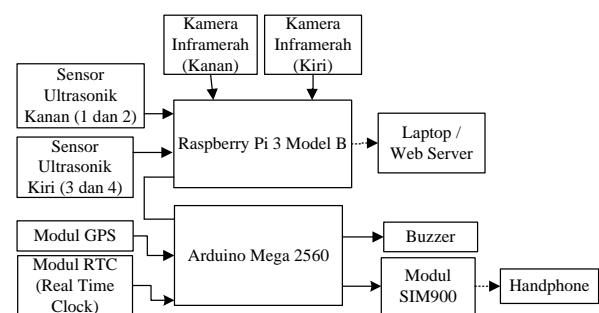 Kamera
Inframerah
(Kanan)
Kamera
Inframerah
(Kiri)
Sensor
Ultrasonik
Kanan (1 dan 2)
Raspberry Pi 3 Model B
Laptop /
Web Server
Sensor
Ultrasonik
Kiri (3 dan 4)
Modul GPS
Arduino Mega 2560
Buzzer
Modul RTC
(Real Time
Clock)
Modul
SIM900
Handphone